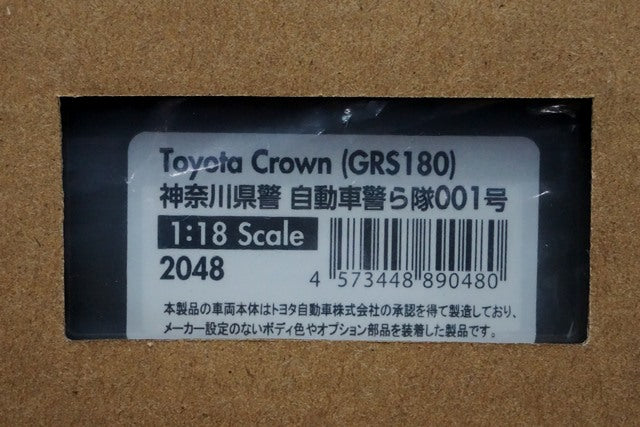 Toyota Crown (GRS180)
神奈川県警 自動車警ら隊001号
1:18 Scale
2048
4 573448 890480
本製品の車両本体はトヨタ自動車株式会社の承認を得て製造しており、
メーカー設定のないボディ色やオプション部品を装着した製品です。